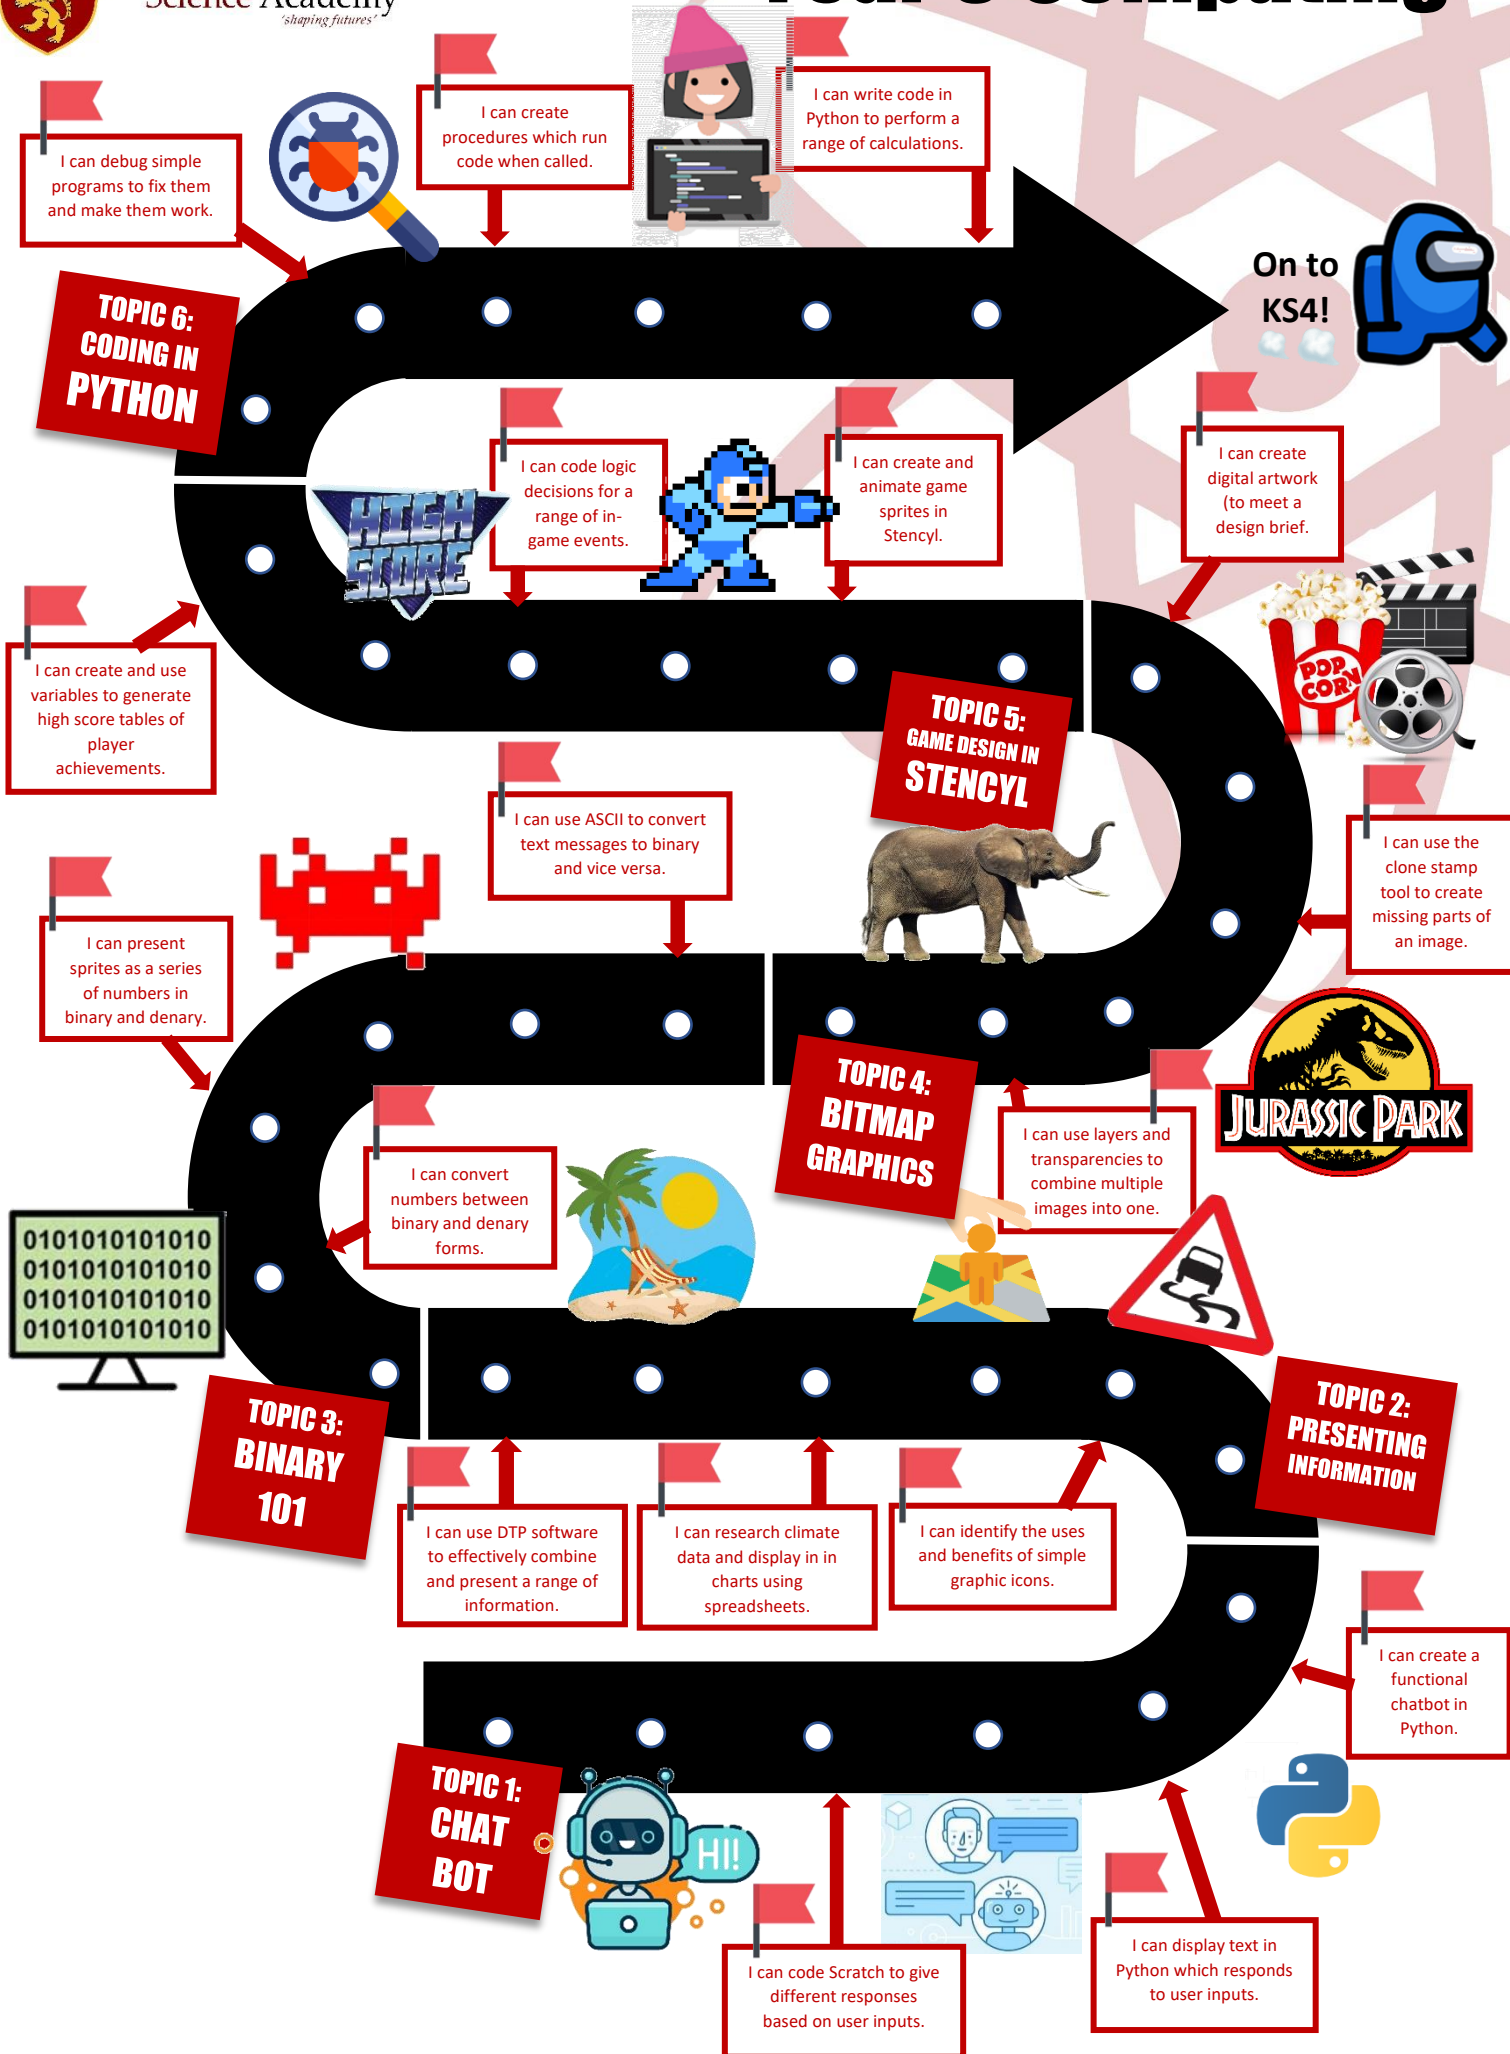 Science Academy
'shaping futures'
Year 8 Computing
I can debug simple
programs to fix them
and make them work.
I can create
procedures which run
code when called.
I can write code in
Python to perform a
range of calculations.
On to
KS4!
TOPIC 6:
CODING IN
PYTHON
I can code logic
decisions for a
range of in-
game events.
I can create and
animate game
sprites in
Stencyl.
I can create
digital artwork
(to meet a
design brief.
HIGH
SCORE
I can create and use
variables to generate
high score tables of
player
achievements.
TOPIC 5:
GAME DESIGN IN
STENCYL
POP
CORN
I can use ASCII to convert
text messages to binary
and vice versa.
I can use the
clone stamp
tool to create
missing parts of
an image.
I can present
sprites as a series
of numbers in
binary and denary.
TOPIC 4:
BITMAP
GRAPHICS
I can use layers and
transparencies to
combine multiple
images into one.
JURASSIC PARK
I can convert
numbers between
binary and denary
forms.
0101010101010
0101010101010
0101010101010
0101010101010
TOPIC 3:
BINARY
101
TOPIC 2:
PRESENTING
INFORMATION
I can use DTP software
to effectively combine
and present a range of
information.
I can research climate
data and display in in
charts using
spreadsheets.
I can identify the uses
and benefits of simple
graphic icons.
I can create a
functional
chatbot in
Python.
TOPIC 1:
CHAT
BOT
HI!
I can code Scratch to give
different responses
based on user inputs.
I can display text in
Python which responds
to user inputs.